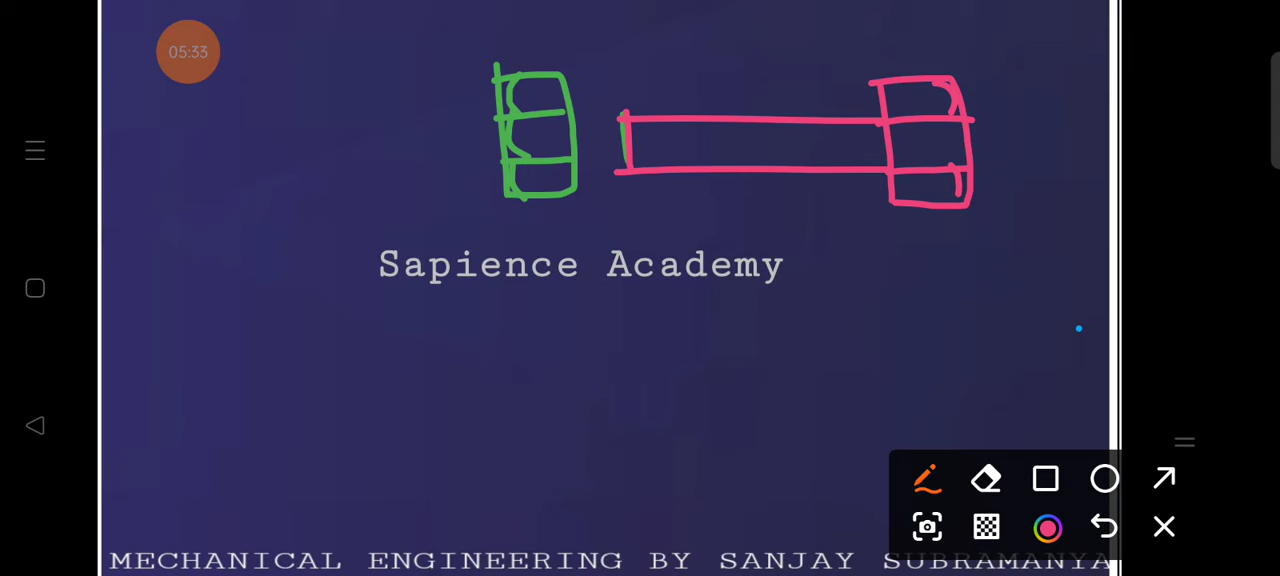 05:33
Sapience Academy
MECHANICAL ENGINEERING BY SANJAY SUBRAMANYA